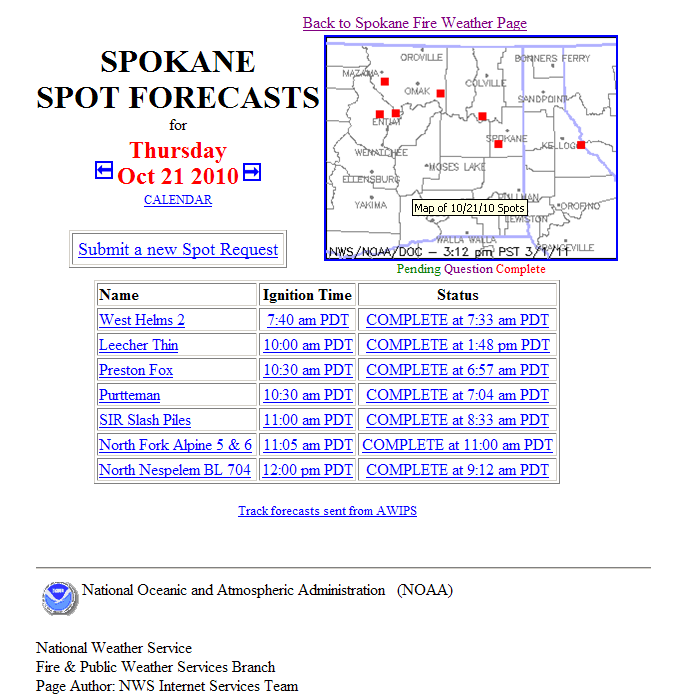 Back to Spokane Fire Weather Page
SPOKANE
SPOT FORECASTS
for
Thursday
Oct 21 2010
CALENDAR
Submit a new Spot Request
OROVILLE
BONNERS FERRY
MAZAMA
OMAK
COLVILLE
SANDPOINT
ENTIAT
SPOKANE
KELLOGG
WENATCHEE
MOSES LAKE
ELLENSBURG
PULLMAN
YAKIMA
Map of 10/21/10 Spots
OROFINO
LEWISTON
WALLA WALLA
GRANGEVILLE
NWS/NOAA/DOC – 3:12 pm PST 3/1/11
Pending Question Complete
Name Ignition Time Status
West Helms 2 7:40 am PDT COMPLETE at 7:33 am PDT
Leecher Thin 10:00 am PDT COMPLETE at 1:48 pm PDT
Preston Fox 10:30 am PDT COMPLETE at 6:57 am PDT
Purtteman 10:30 am PDT COMPLETE at 7:04 am PDT
SIR Slash Piles 11:00 am PDT COMPLETE at 8:33 am PDT
North Fork Alpine 5 & 6 11:05 am PDT COMPLETE at 11:00 am PDT
North Nespelem BL 704 12:00 pm PDT COMPLETE at 9:12 am PDT
Track forecasts sent from AWIPS
National Oceanic and Atmospheric Administration (NOAA)
National Weather Service
Fire & Public Weather Services Branch
Page Author: NWS Internet Services Team